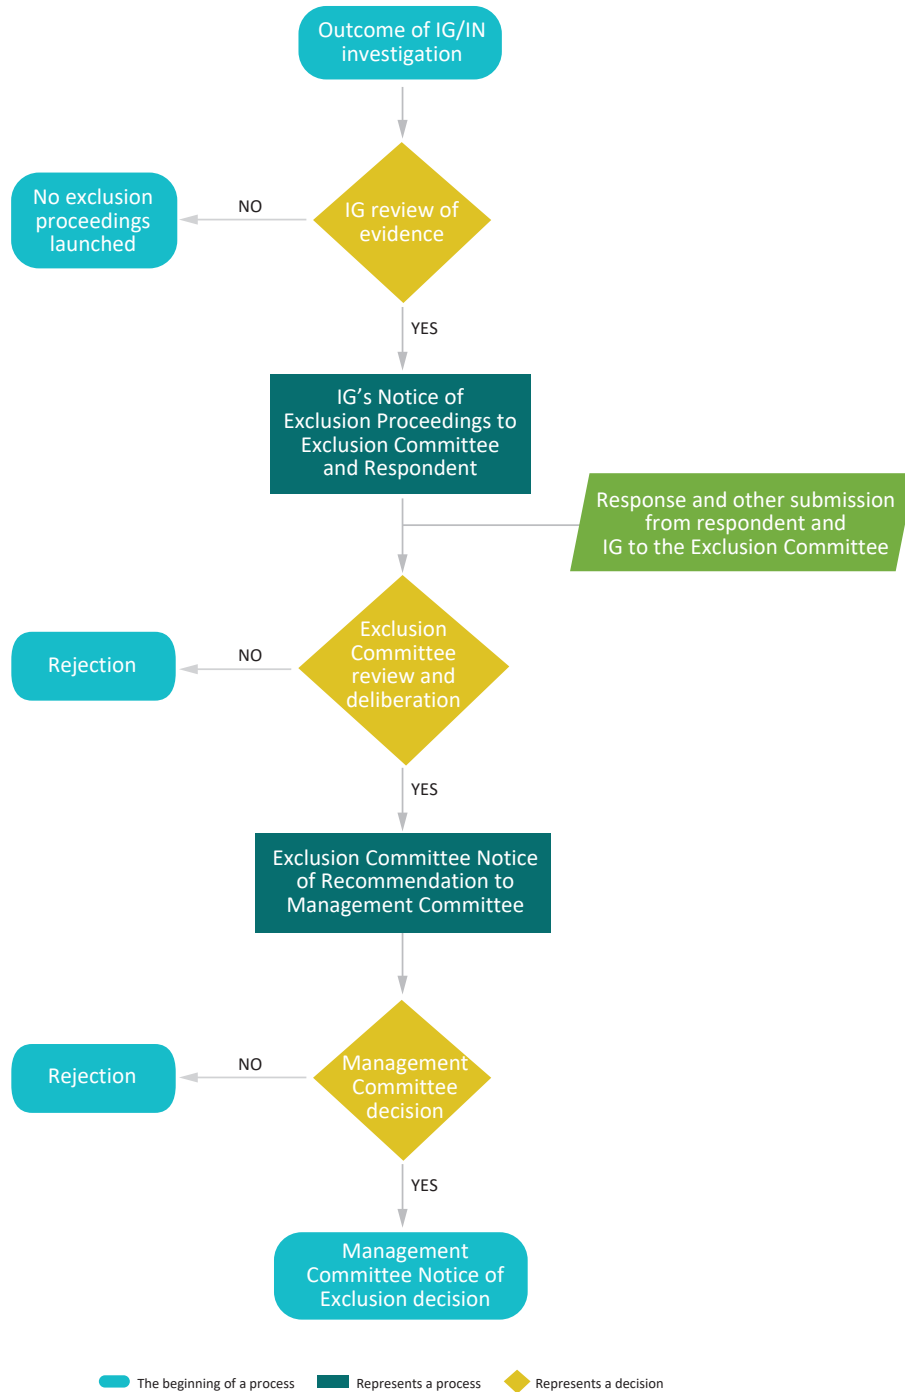 Outcome of IG/IN
investigation
No exclusion
proceedings
launched
NO
IG review of
evidence
YES
IG’s Notice of
Exclusion Proceedings to
Exclusion Committee
and Respondent
Response and other submission
from respondent and
IG to the Exclusion Committee
Rejection
NO
Exclusion
Committee
review and
deliberation
YES
Exclusion Committee Notice
of Recommendation to
Management Committee
Rejection
NO
Management
Committee
decision
YES
Management
Committee Notice of
Exclusion decision
The beginning of a process
Represents a process
Represents a decision